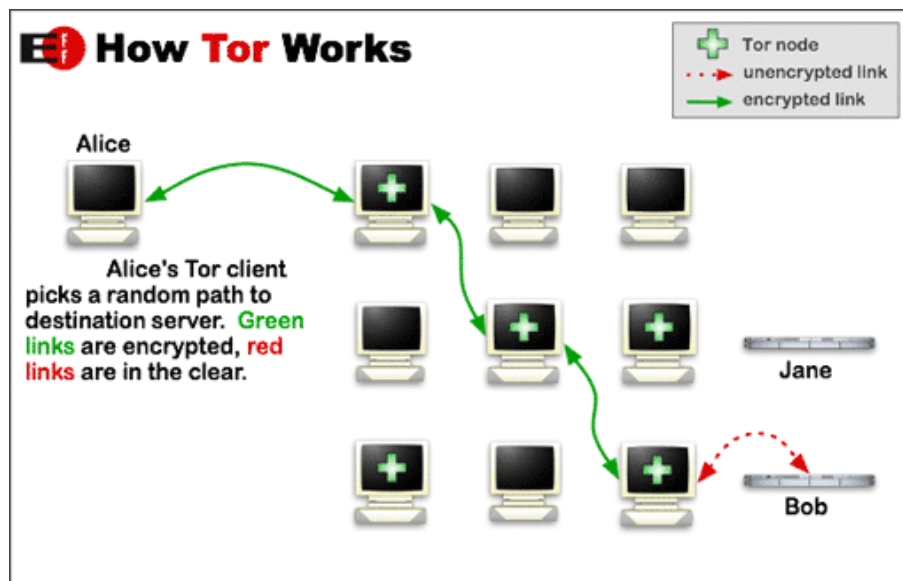 EFF How Tor Works
Tor node
unencrypted link
encrypted link
Alice
Alice's Tor client
picks a random path to
destination server. Green
links are encrypted, red
links are in the clear.
Jane
Bob